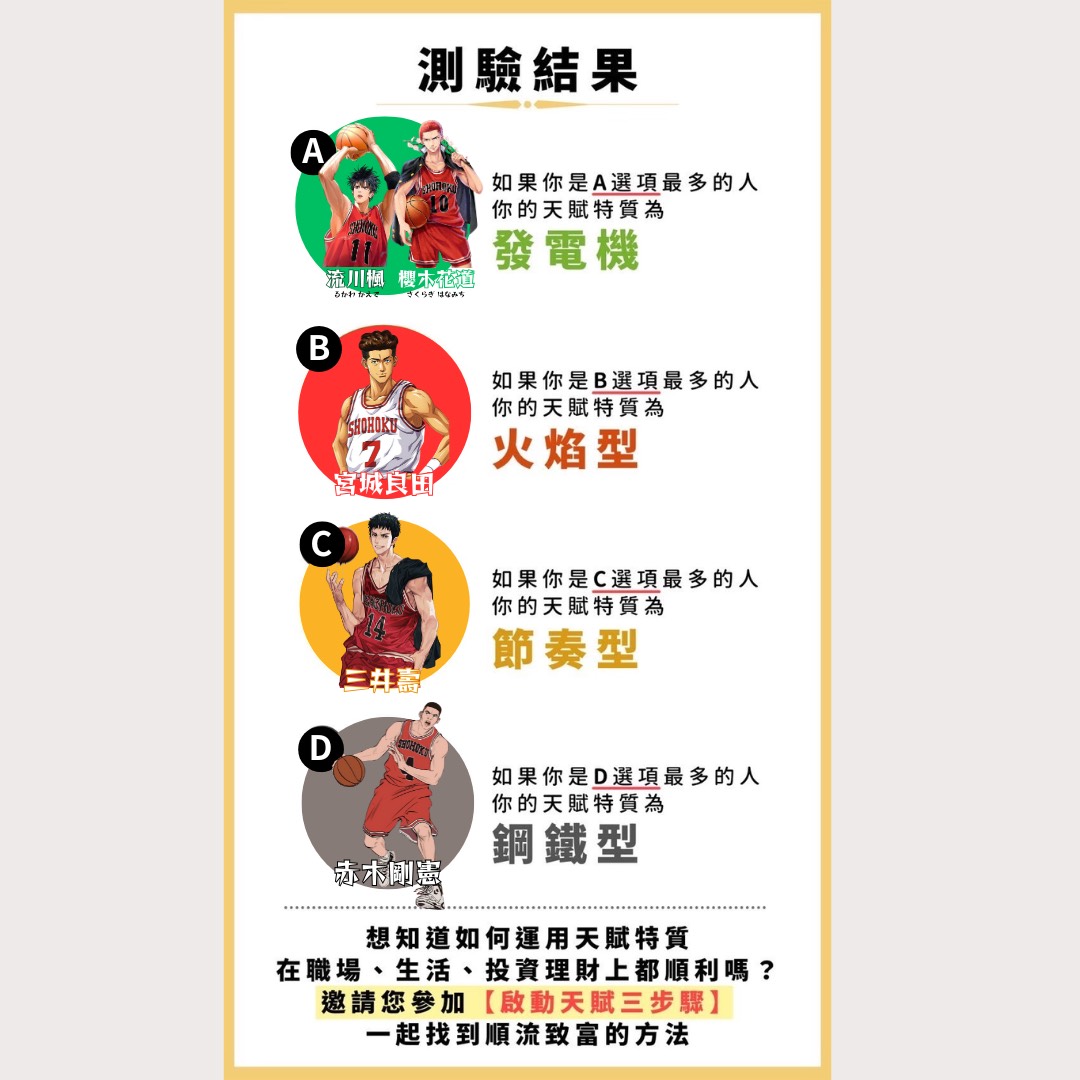 測驗結果
A
SHOHOKU
10
SHOHOKU
11
流川楓 櫻木花道
るかわ かえで さくらぎ はなみち
如果你是A選項最多的人
你的天賦特質為
發電機
B
SHOHOKU
7
宮城良田
如果你是B選項最多的人
你的天賦特質為
火焰型
C
SHOHOKU
14
三井壽
如果你是C選項最多的人
你的天賦特質為
節奏型
D
SHOHOKU
4
赤木剛憲
如果你是D選項最多的人
你的天賦特質為
鋼鐵型
想知道如何運用天賦特質
在職場、生活、投資理財上都順利嗎？
邀請您參加【啟動天賦三步驟】
一起找到順流致富的方法